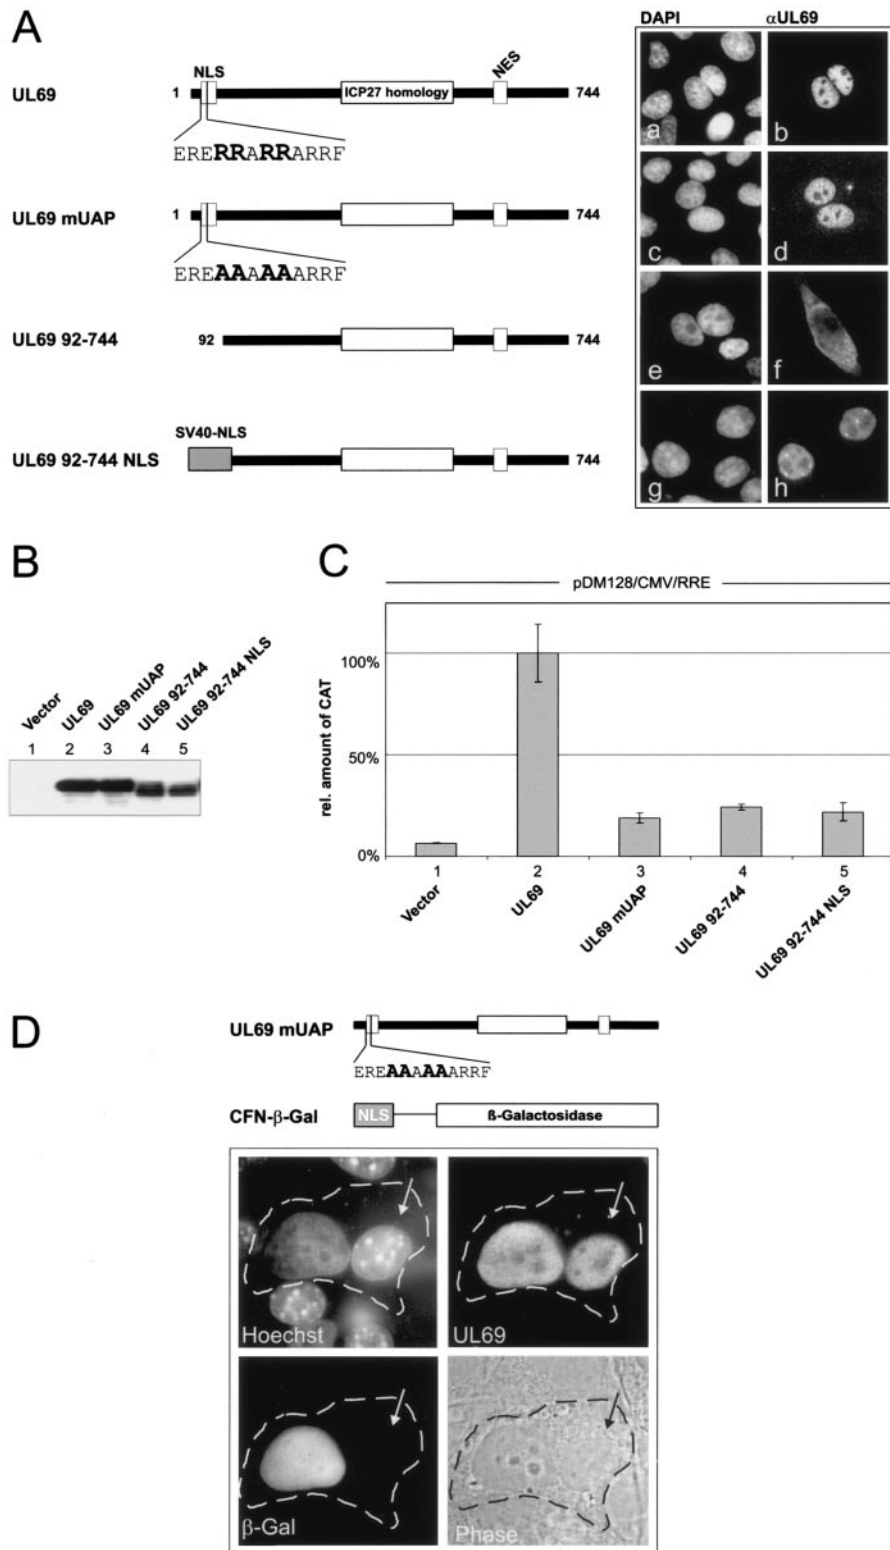 A
DAPI αUL69
NLS NES
UL69 1 ICP27 homology 744
ERERRARRARRF
a b
UL69 mUAP 1 744
EREAAAAAARRF
c d
UL69 92-744 92 744
e f
SV40-NLS
UL69 92-744 NLS 744
g h
B
Vector UL69 UL69 mUAP UL69 92-744 UL69 92-744 NLS
1 2 3 4 5
C
pDM128/CMV/RRE
rel. amount of CAT
100%
50%
0%
1 2 3 4 5
Vector UL69 UL69 mUAP UL69 92-744 UL69 92-744 NLS
D
UL69 mUAP
EREAAAAAARRF
CFN-β-Gal NLS ß-Galactosidase
Hoechst UL69
β-Gal Phase